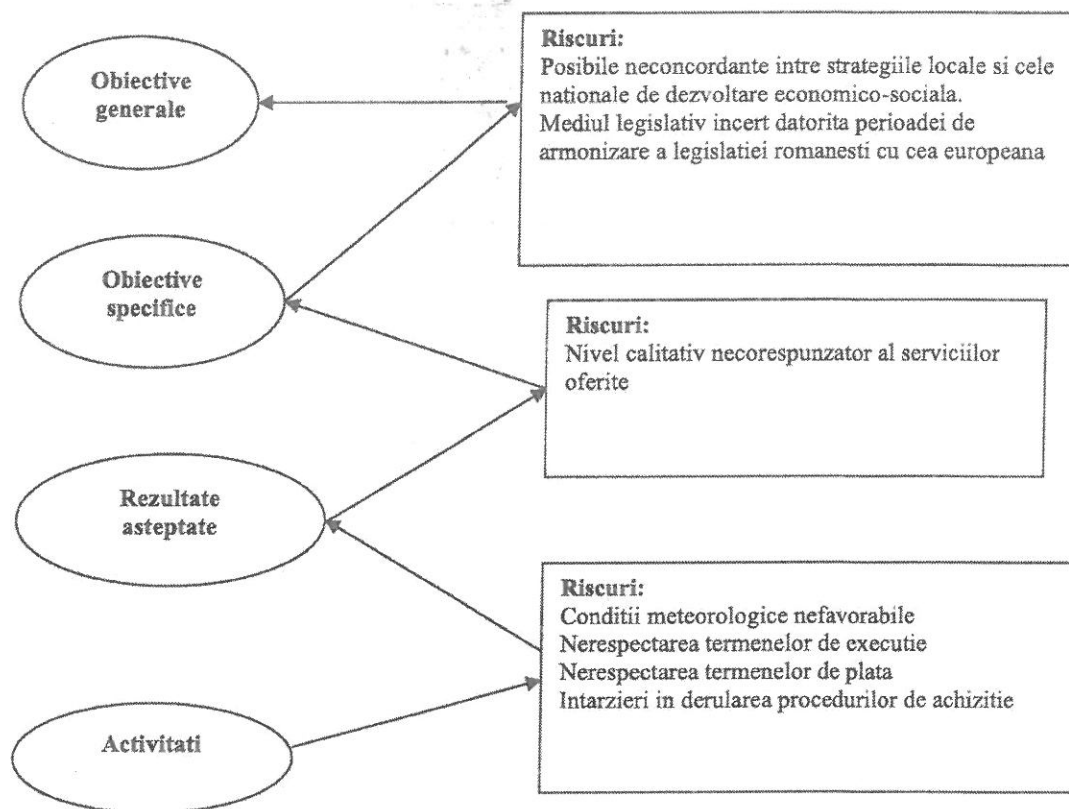 Obiective
generale
Riscuri:
Posibile neconcordante intre strategiile locale si cele
nationale de dezvoltare economico-sociala.
Mediul legislativ incert datorita perioadei de
armonizare a legislatiei romanesti cu cea europeana
Obiective
specifice
Riscuri:
Nivel calitativ necorespunzator al serviciilor
oferite
Rezultate
asteptate
Riscuri:
Conditii meteorologice nefavorabile
Nerespectarea termenelor de executie
Nerespectarea termenelor de plata
Intarzieri in derularea procedurilor de achizitie
Activitati